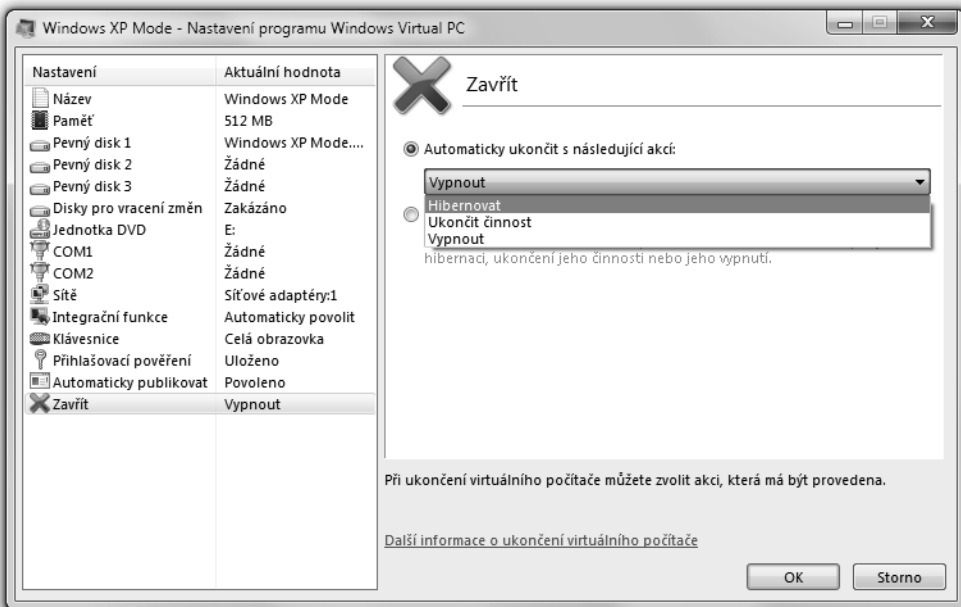 Windows XP Mode - Nastavení programu Windows Virtual PC
Nastavení Aktuální hodnota
Název Windows XP Mode
Paměť 512 MB
Pevný disk 1 Windows XP Mode....
Pevný disk 2 Žádné
Pevný disk 3 Žádné
Disky pro vracení změn Zakázáno
Jednotka DVD E:
COM1 Žádné
COM2 Žádné
Sítě Síťové adaptéry:1
Integrační funkce Automaticky povolit
Klávesnice Celá obrazovka
Přihlašovací pověření Uloženo
Automaticky publikovat Povoleno
Zavřít Vypnout
Zavřít
Automaticky ukončit s následující akcí:
Vypnout
Hibernovat
Ukončit činnost
Vypnout
hibernaci, ukončení jeho činnosti nebo jeho vypnutí.
Při ukončení virtuálního počítače můžete zvolit akci, která má být provedena.
Další informace o ukončení virtuálního počítače
OK Storno